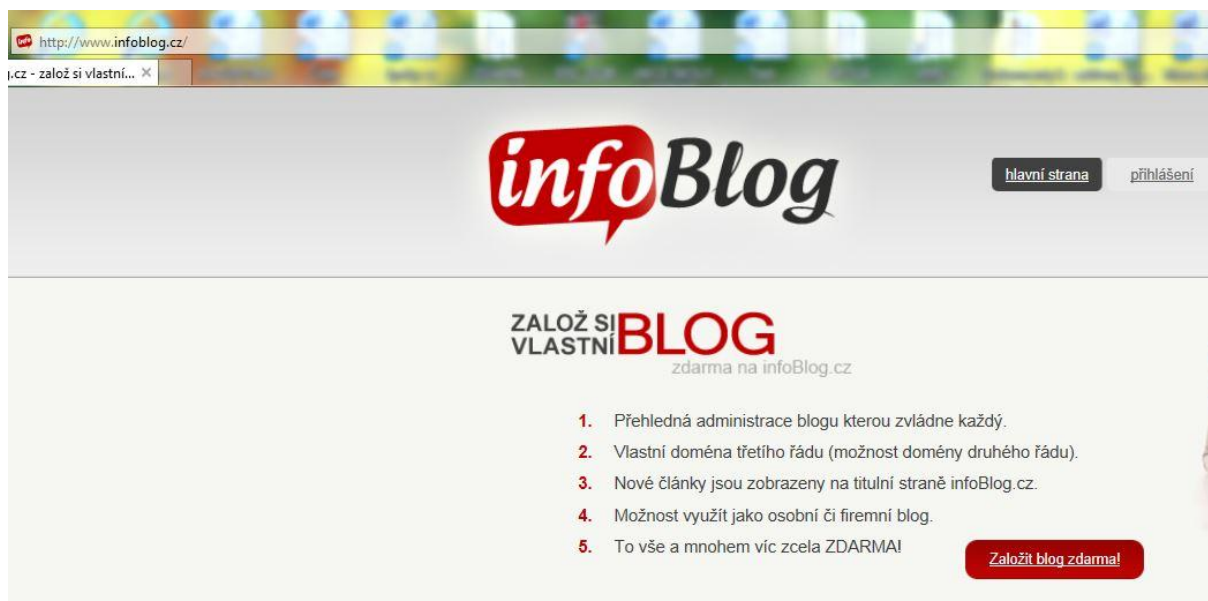 http://www.infoblog.cz/
.cz - založ si vlastní...
infoBlog
hlavní strana
přihlášení
ZALOŽ SI
VLASTNÍ
BLOG
zdarma na infoBlog.cz
1. Přehledná administrace blogu kterou zvládne každý.
2. Vlastní doména třetího řádu (možnost domény druhého řádu).
3. Nové články jsou zobrazeny na titulní straně infoBlog.cz.
4. Možnost využít jako osobní či firemní blog.
5. To vše a mnohem víc zcela ZDARMA!
Založit blog zdarma!